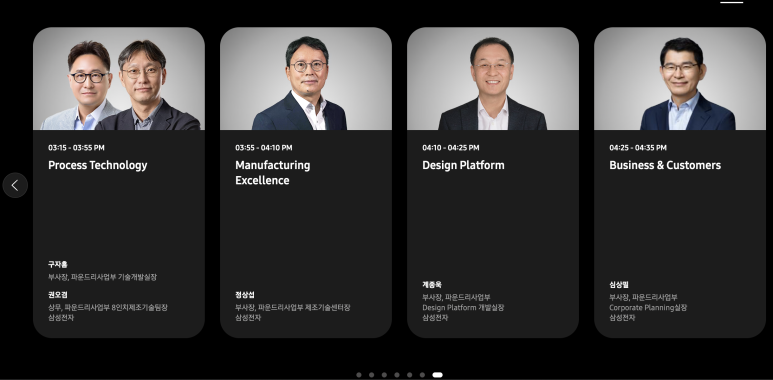 03:15 - 03:55 PM
Process Technology
구자흠
부사장, 파운드리사업부 기술개발실장
권오겸
상무, 파운드리사업부 8인치제조기술팀장
삼성전자
03:55 - 04:10 PM
Manufacturing
Excellence
정상섭
부사장, 파운드리사업부 제조기술센터장
삼성전자
04:10 - 04:25 PM
Design Platform
계종욱
부사장, 파운드리사업부
Design Platform 개발실장
삼성전자
04:25 - 04:35 PM
Business & Customers
심상필
부사장, 파운드리사업부
Corporate Planning실장
삼성전자